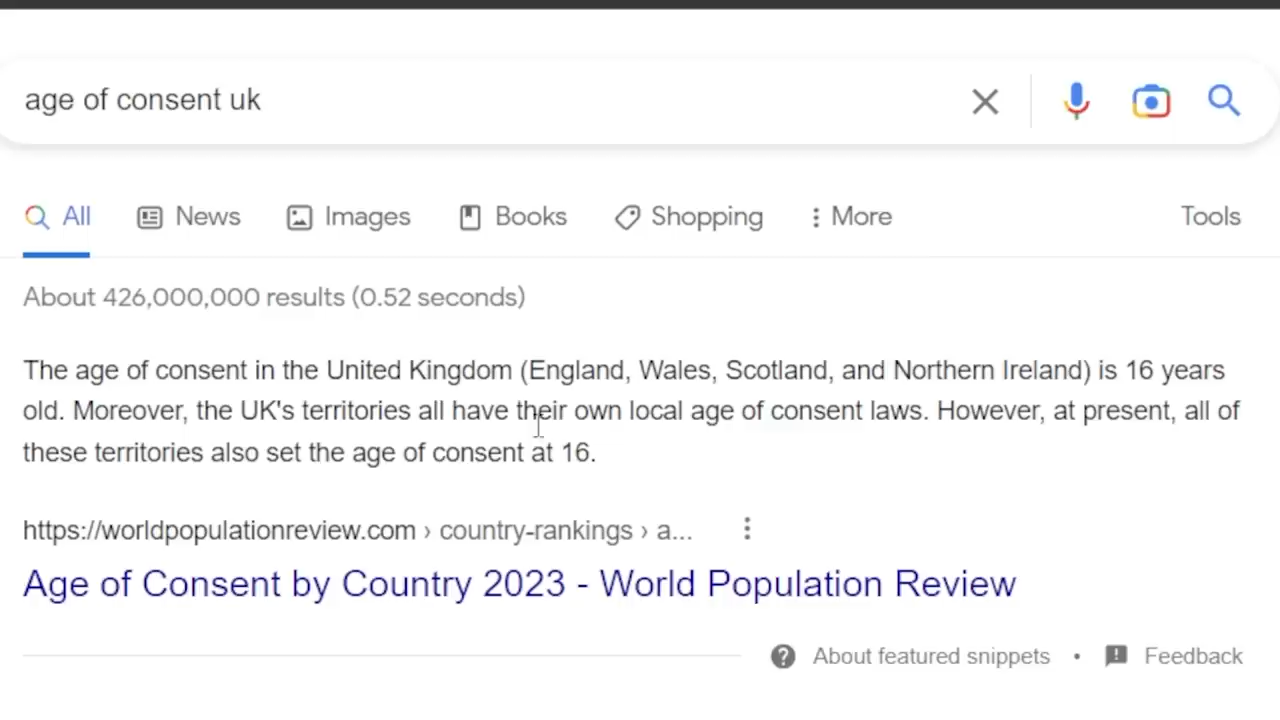 age of consent uk
All News Images Books Shopping More Tools
About 426,000,000 results (0.52 seconds)
The age of consent in the United Kingdom (England, Wales, Scotland, and Northern Ireland) is 16 years
old. Moreover, the UK's territories all have their own local age of consent laws. However, at present, all of
these territories also set the age of consent at 16.
https://worldpopulationreview.com › country-rankings › a...
Age of Consent by Country 2023 - World Population Review
About featured snippets • Feedback